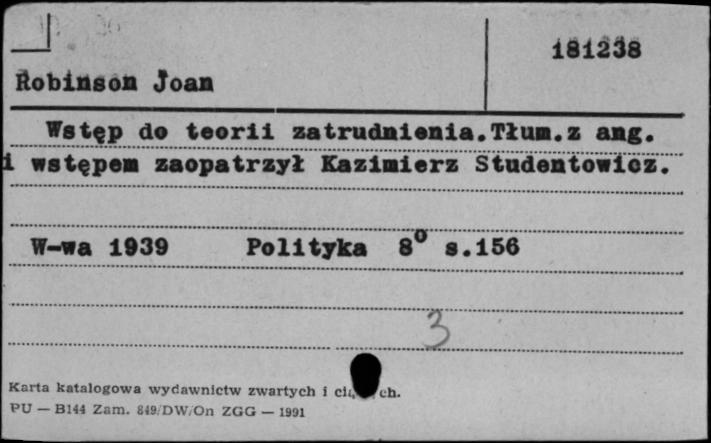 181238
Robinson Joan
Wstęp do teorii zatrudnienia.Tłum.z ang.
i wstępem zaopatrzył Kazimierz Studentowicz.
W-wa 1939 Polityka 8° s.156
3
Karta katalogowa wydawnictw zwartych i
PU — B144 Zam. 849/DW/On ZGG — 1991